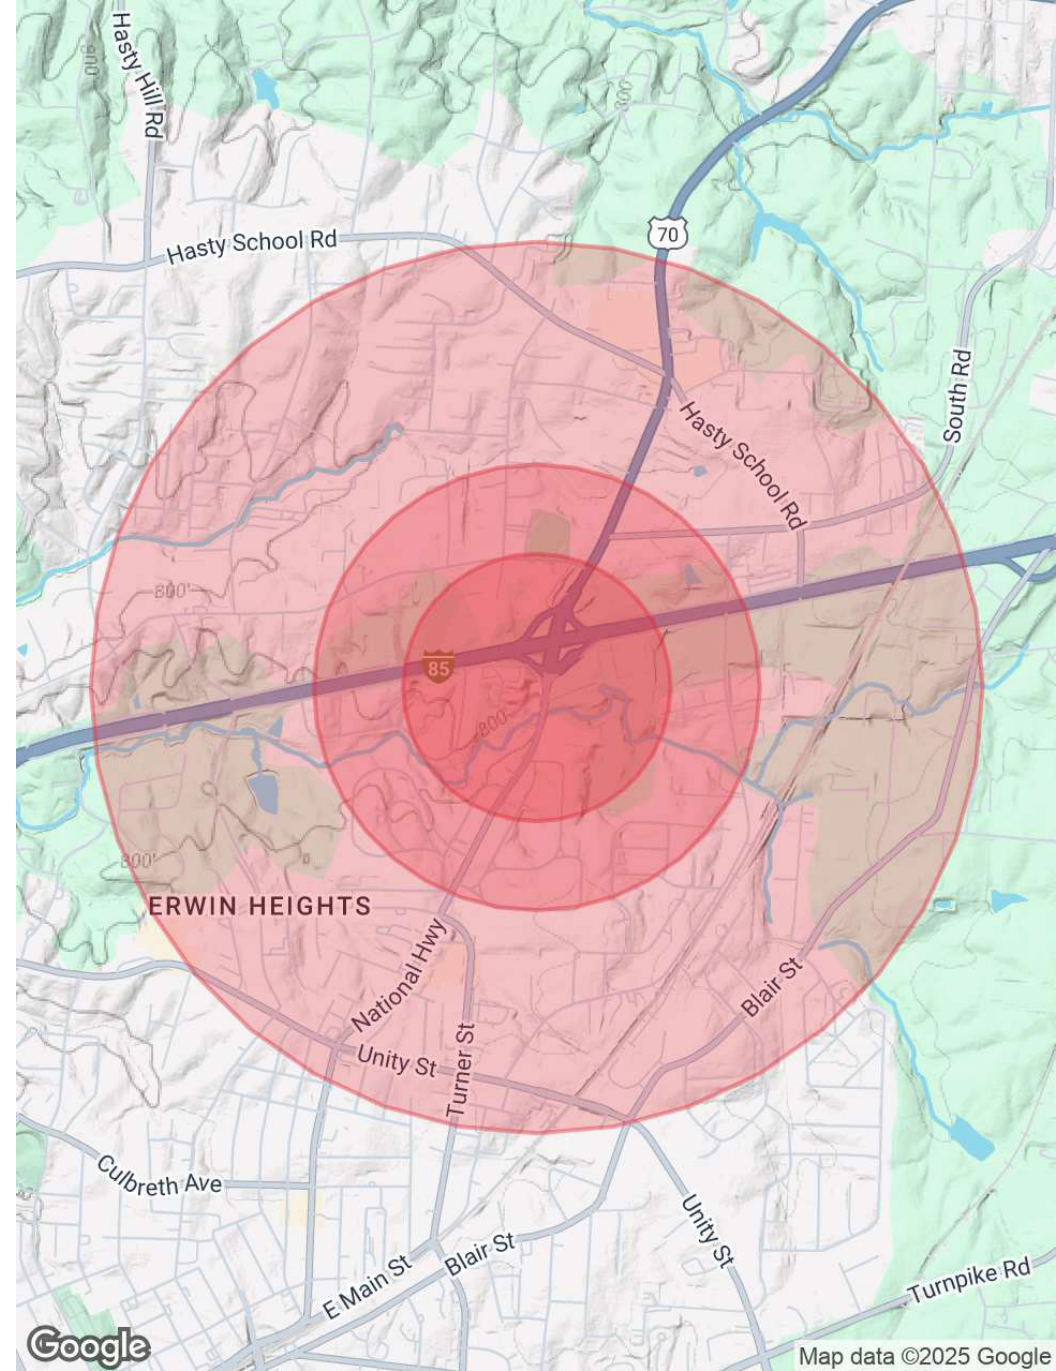 Hasty Hill Rd
800
800
70
Hasty School Rd
South Rd
Hasty School Rd
800'
85
800'
800'
ERWIN HEIGHTS
National Hwy
Blair St
Unity St
Turner St
Culbreth Ave
Unity St
Blair St
E Main St
Turnpike Rd
Google
Map data ©2025 Google